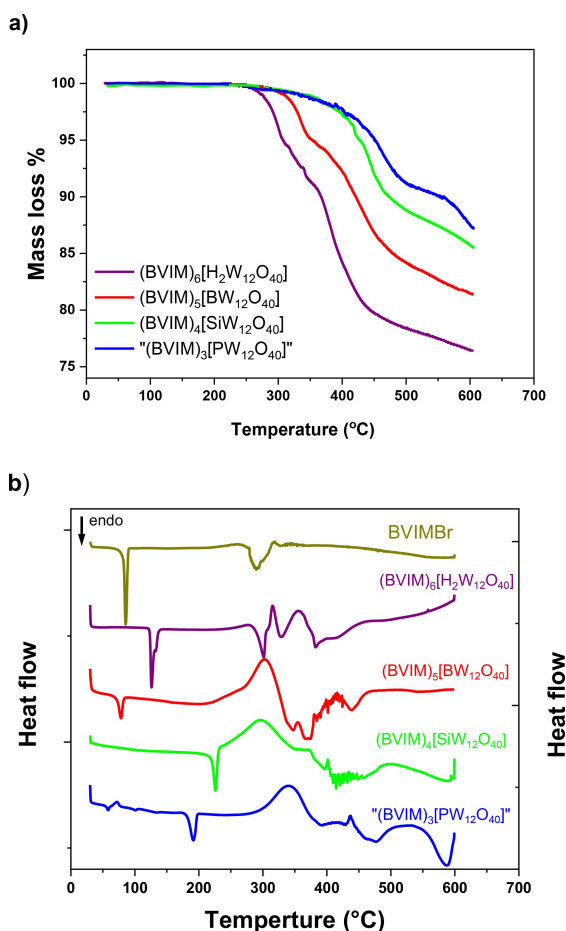 a)
Mass loss %
100
95
90
85
80
75
(BVIM)₆[H₂W₁₂O₄₀]
(BVIM)₅[BW₁₂O₄₀]
(BVIM)₄[SiW₁₂O₄₀]
"(BVIM)₃[PW₁₂O₄₀]"
0 100 200 300 400 500 600 700
Temperature (°C)
b)
endo
BVIMBr
(BVIM)₆[H₂W₁₂O₄₀]
(BVIM)₅[BW₁₂O₄₀]
(BVIM)₄[SiW₁₂O₄₀]
"(BVIM)₃[PW₁₂O₄₀]"
Heat flow
Heat flow
0 100 200 300 400 500 600 700
Temperture (°C)